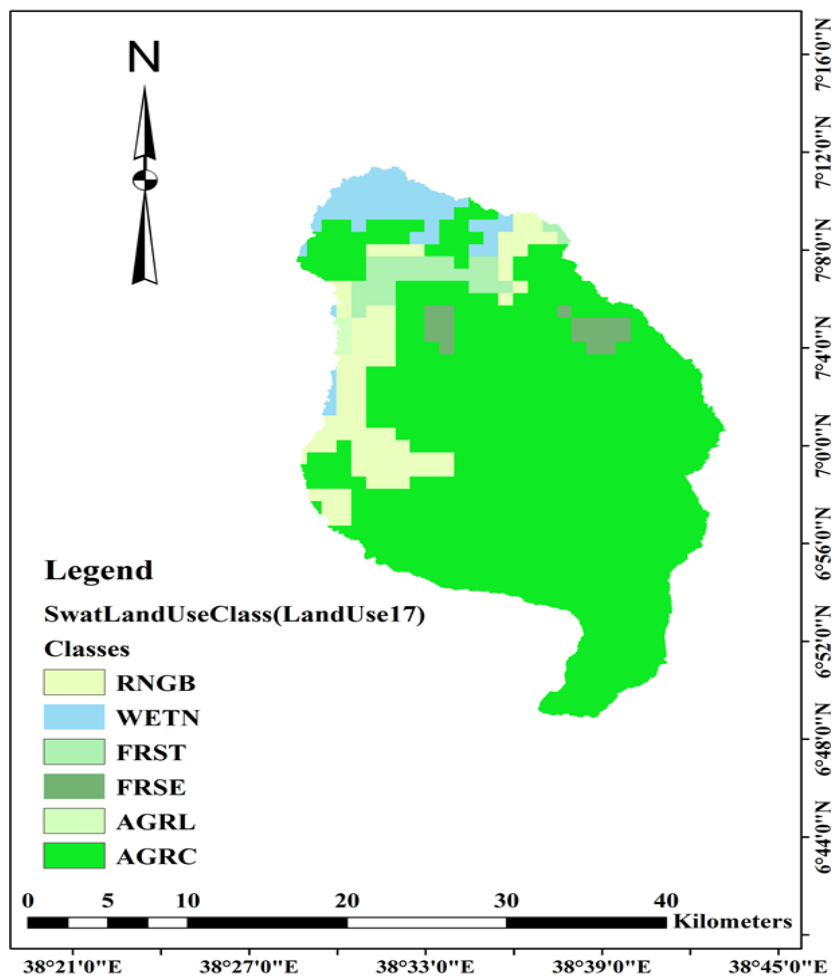 N
7°16'0"N
7°12'0"N
7°8'0"N
7°4'0"N
7°0'0"N
6°56'0"N
6°52'0"N
6°48'0"N
6°44'0"N
Legend
SwatLandUseClass(LandUse17)
Classes
RNGB
WETN
FRST
FRSE
AGRL
AGRC
0 5 10 20 30 40
Kilometers
38°21'0"E 38°27'0"E 38°33'0"E 38°39'0"E 38°45'0"E